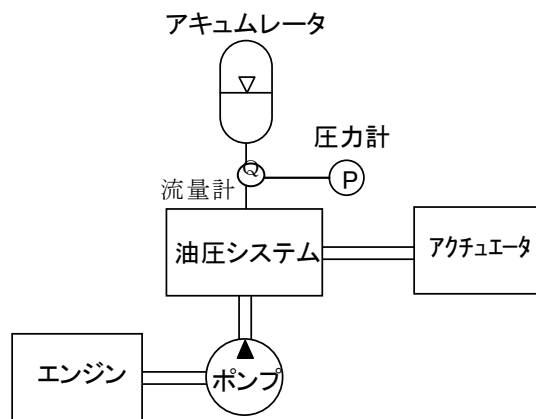 アキュムレータ
圧力計
Q
P
流量計
油圧システム
アクチュエータ
エンジン
ポンプ